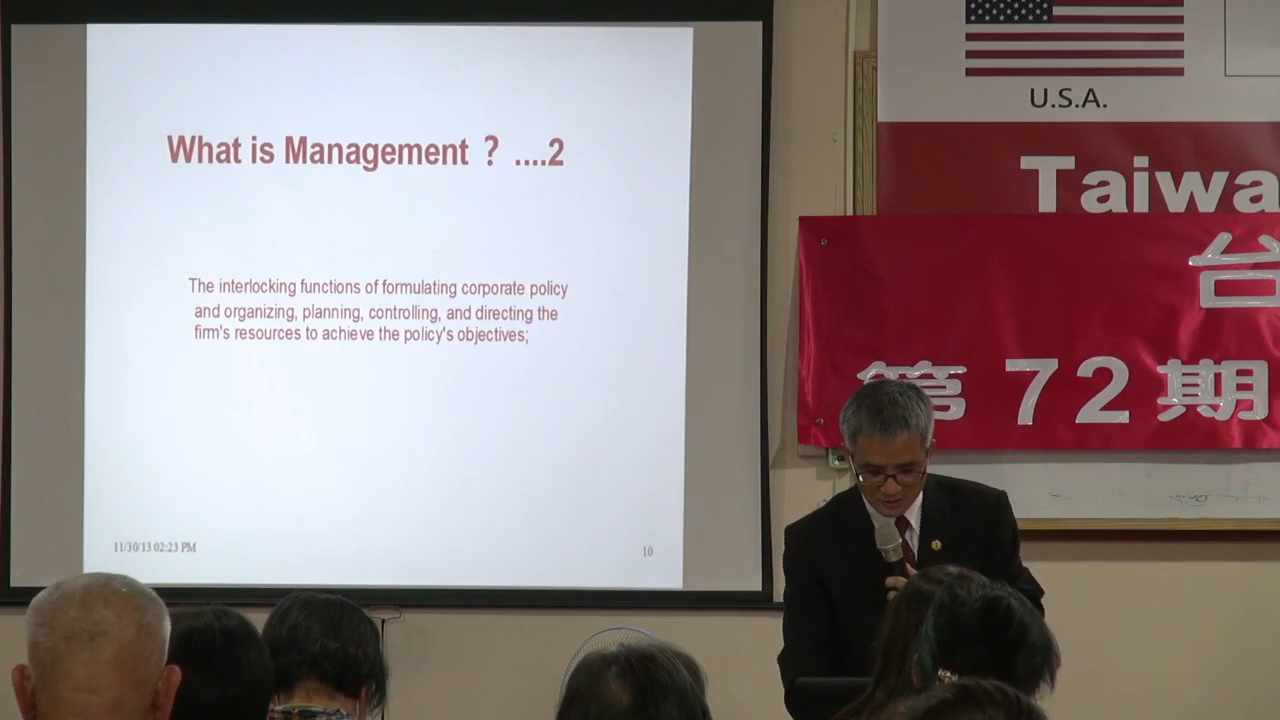 What is Management ? ....2
The interlocking functions of formulating corporate policy
and organizing, planning, controlling, and directing the
firm's resources to achieve the policy's objectives;
11/30/13 02:23 PM
10
U.S.A.
Taiwa
台
第 72 期